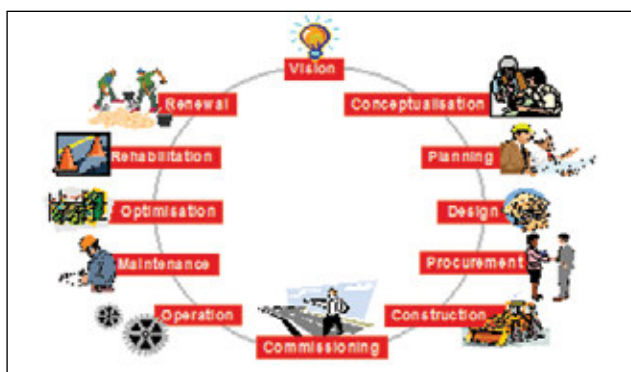 Vision
Conceptualisation
Planning
Design
Procurement
Construction
Commissioning
Operation
Maintenance
Optimisation
Rehabilitation
Renewal